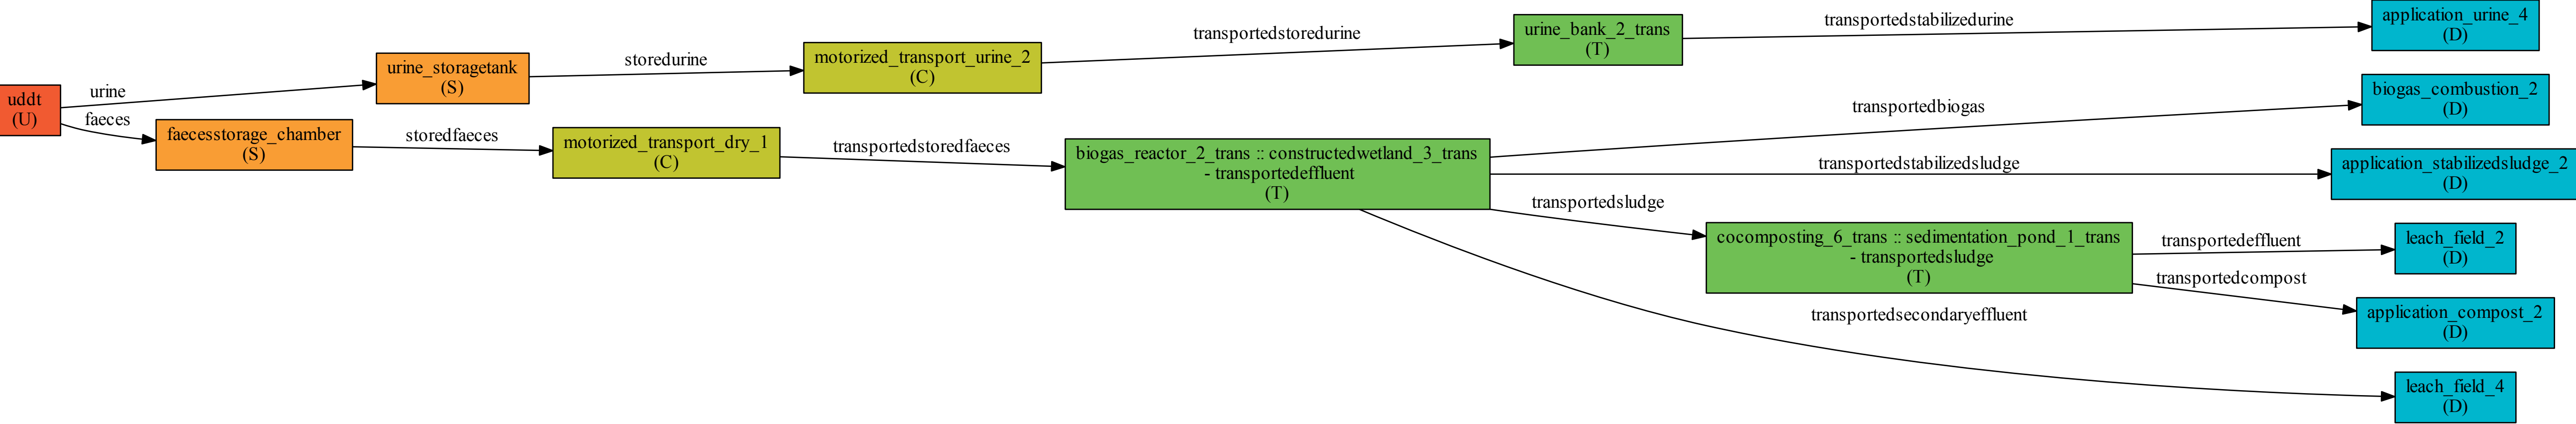 uddt
(U)
urine
faeces
urine_storagetank
(S)
faecesstorage_chamber
(S)
storedurine
storedfaeces
motorized_transport_urine_2
(C)
motorized_transport_dry_1
(C)
transportedstoredurine
transportedstoredfaeces
urine_bank_2_trans
(T)
biogas_reactor_2_trans :: constructedwetland_3_trans
- transportedeffluent
(T)
transportedstabilizedurine
transportedbiogas
transportedstabilizedsludge
transportedsludge
cocomposting_6_trans :: sedimentation_pond_1_trans
- transportedsludge
(T)
transportedeffluent
transportedcompost
transportedsecondaryeffluent
application_urine_4
(D)
biogas_combustion_2
(D)
application_stabilizedsludge_2
(D)
leach_field_2
(D)
application_compost_2
(D)
leach_field_4
(D)